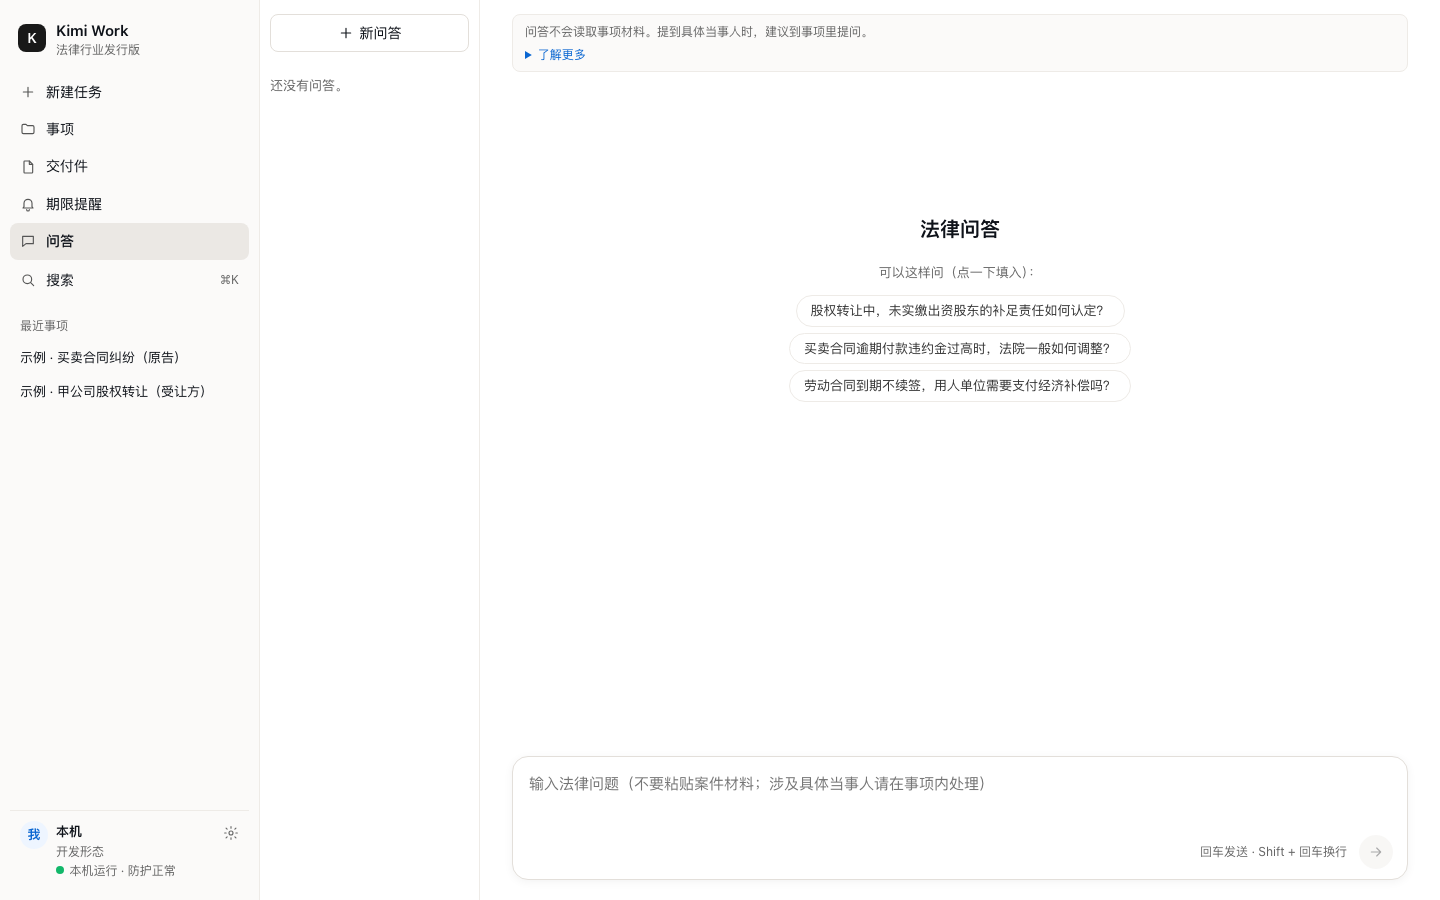 K
Kimi Work
法律行业发行版
新建任务
事项
交付件
期限提醒
问答
搜索 ⌘K
最近事项
示例 · 买卖合同纠纷（原告）
示例 · 甲公司股权转让（受让方）
我
本机
开发形态
本机运行 · 防护正常
新问答
还没有问答。
问答不会读取事项材料。提到具体当事人时，建议到事项里提问。
了解更多
法律问答
可以这样问（点一下填入）：
股权转让中，未实缴出资股东的补足责任如何认定？
买卖合同逾期付款违约金过高时，法院一般如何调整？
劳动合同到期不续签，用人单位需要支付经济补偿吗？
输入法律问题（不要粘贴案件材料；涉及具体当事人请在事项内处理）
回车发送 · Shift + 回车换行